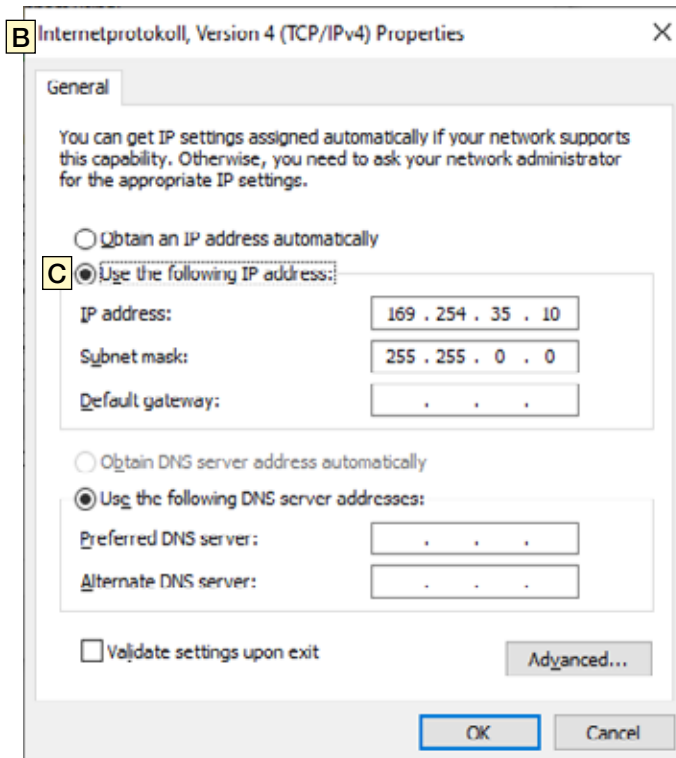 B
Internetprotokoll, Version 4 (TCP/IPv4) Properties
General
You can get IP settings assigned automatically if your network supports
this capability. Otherwise, you need to ask your network administrator
for the appropriate IP settings.
Obtain an IP address automatically
C
Use the following IP address:
IP address: 169 . 254 . 35 . 10
Subnet mask: 255 . 255 . 0 . 0
Default gateway: . . .
Obtain DNS server address automatically
Use the following DNS server addresses:
Preferred DNS server: . . .
Alternate DNS server: . . .
Validate settings upon exit
Advanced...
OK Cancel